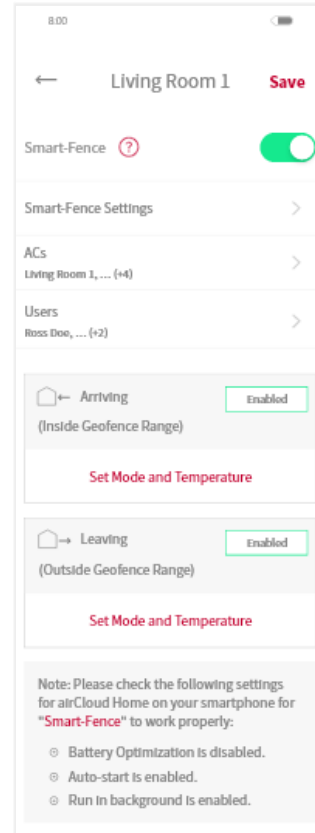 8:00
Living Room 1 Save
Smart-Fence ?
Smart-Fence Settings
ACs
Living Room 1, ... (+4)
Users
Ross Doe, ... (+2)
Arriving Enabled
(Inside Geofence Range)
Set Mode and Temperature
Leaving Enabled
(Outside Geofence Range)
Set Mode and Temperature
Note: Please check the following settings
for airCloud Home on your smartphone for
"Smart-Fence" to work properly:
Battery Optimization is disabled.
Auto-start is enabled.
Run in background is enabled.